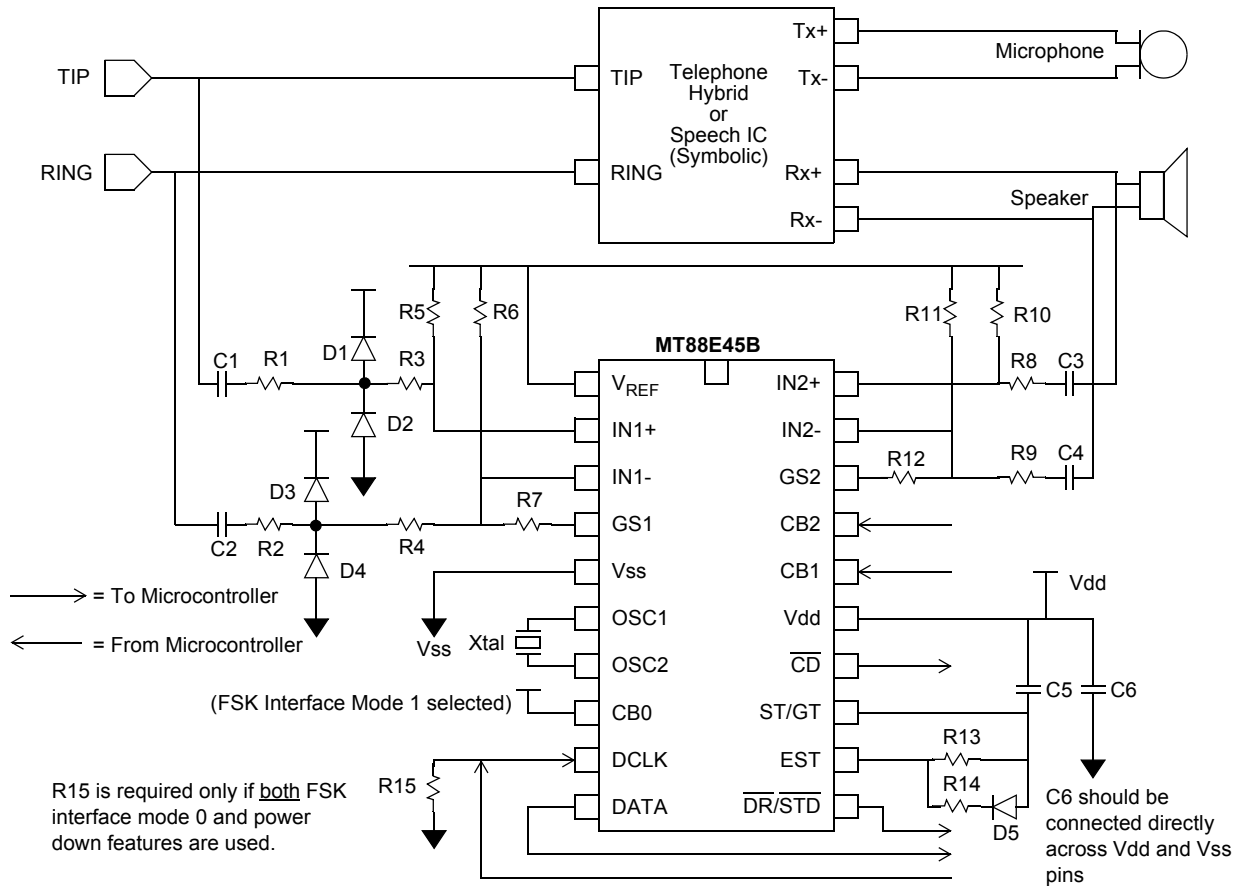 Tx+
Microphone
TIP
TIP
Telephone
Hybrid
or
Speech IC
(Symbolic)
Tx-
RING
RING
Rx+
Speaker
Rx-
R5
R6
R11
R10
MT88E45B
C1
R1
D1
R3
VREF
IN2+
R8
C3
D2
IN1+
IN2-
D3
IN1-
GS2
R12
R9
C4
R7
C2
R2
R4
GS1
CB2
D4
Vss
CB1
= To Microcontroller
Vdd
Vdd
OSC1
Vss
Xtal
= From Microcontroller
OSC2
CD
C5
C6
(FSK Interface Mode 1 selected)
CB0
ST/GT
R13
DCLK
EST
R14
R15
R15 is required only if both FSK
interface mode 0 and power
down features are used.
DATA
DR/STD
D5
C6 should be
connected directly
across Vdd and Vss
pins